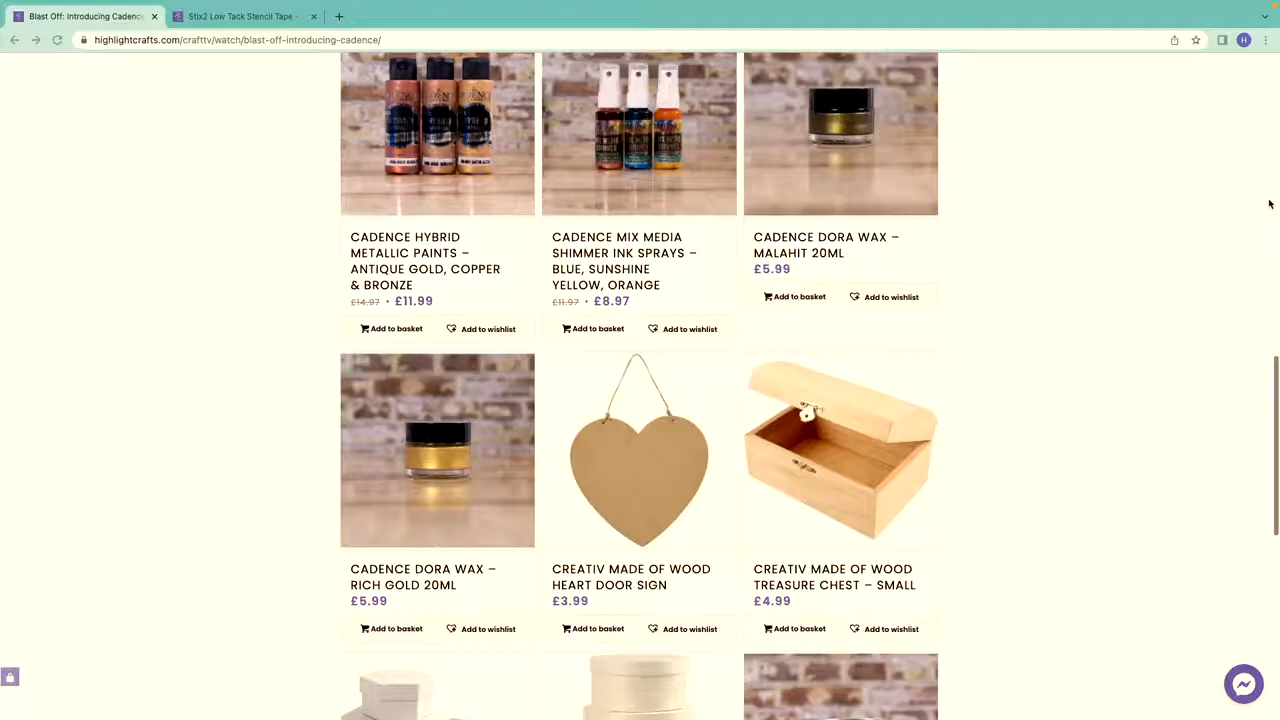 Blast Off: Introducing Cadence
Stix2 Low Tack Stencil Tape -
highlightcrafts.com/crafttv/watch/blast-off-introducing-cadence/
H
CADENCE HYBRID
METALLIC PAINTS –
ANTIQUE GOLD, COPPER
& BRONZE
£14.97 • £11.99
Add to basket
Add to wishlist
CADENCE MIX MEDIA
SHIMMER INK SPRAYS –
BLUE, SUNSHINE
YELLOW, ORANGE
£11.97 • £8.97
Add to basket
Add to wishlist
CADENCE DORA WAX –
MALAHIT 20ML
£5.99
Add to basket
Add to wishlist
CADENCE DORA WAX –
RICH GOLD 20ML
£5.99
Add to basket
Add to wishlist
CREATIV MADE OF WOOD
HEART DOOR SIGN
£3.99
Add to basket
Add to wishlist
CREATIV MADE OF WOOD
TREASURE CHEST – SMALL
£4.99
Add to basket
Add to wishlist